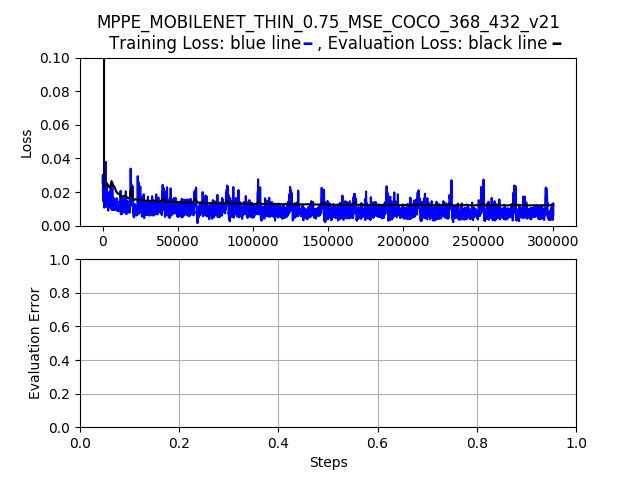 MPPE_MOBILENET_THIN_0.75_MSE_COCO_368_432_v21
Training Loss: blue line , Evaluation Loss: black line
0.10
0.08
0.06
0.04
0.02
0.00
Loss
0 50000 100000 150000 200000 250000 300000
1.0
0.8
0.6
0.4
0.2
0.0
Evaluation Error
0.0 0.2 0.4 0.6 0.8 1.0
Steps